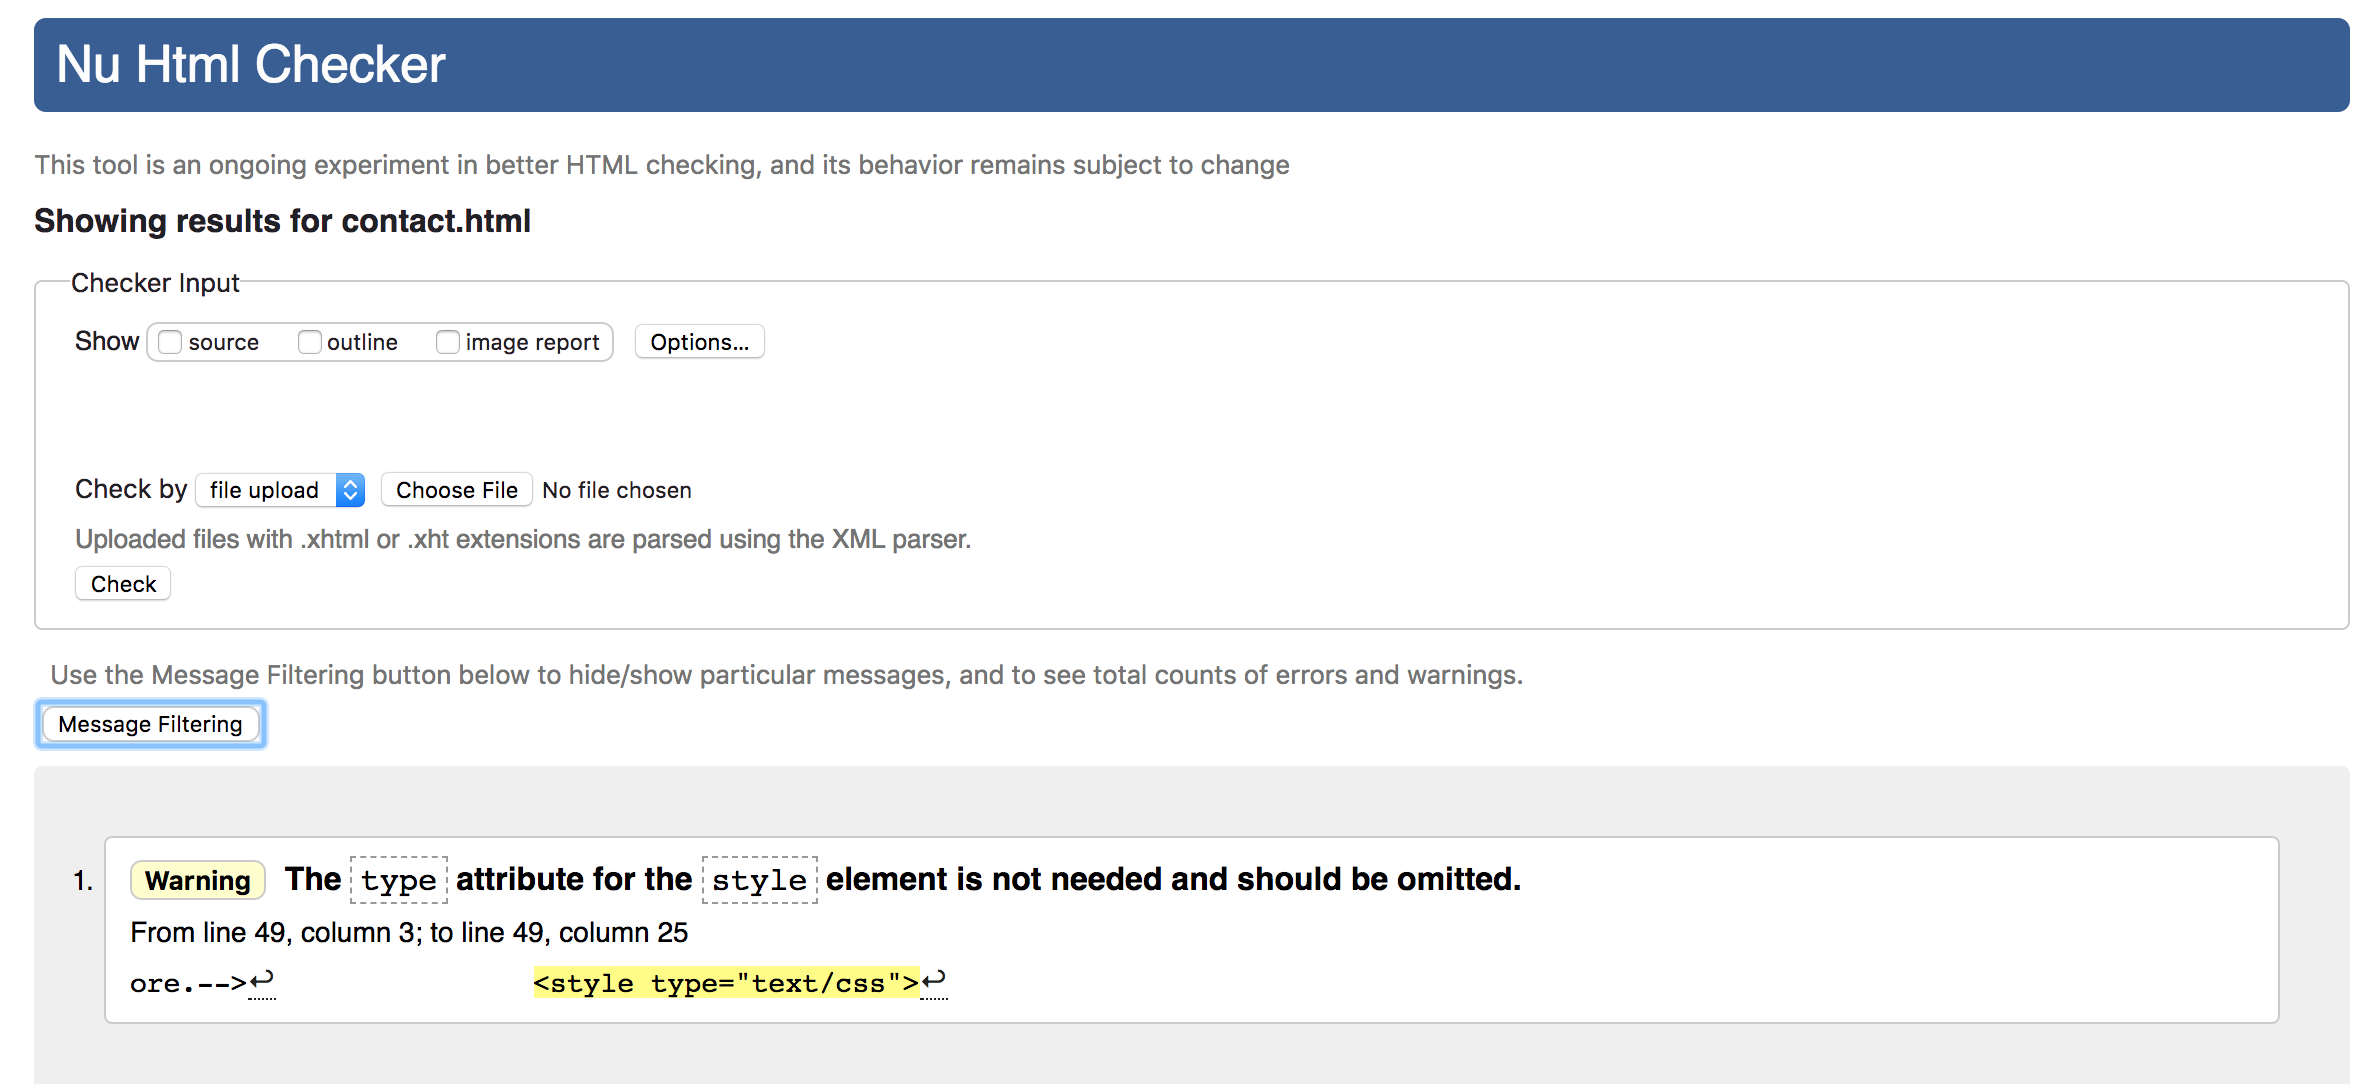 Nu Html Checker
This tool is an ongoing experiment in better HTML checking, and its behavior remains subject to change
Showing results for contact.html
Checker Input
Show source outline image report Options...
Check by file upload Choose File No file chosen
Uploaded files with .xhtml or .xht extensions are parsed using the XML parser.
Check
Use the Message Filtering button below to hide/show particular messages, and to see total counts of errors and warnings.
Message Filtering
1. Warning The type attribute for the style element is not needed and should be omitted.
From line 49, column 3; to line 49, column 25
ore.-->↩ <style type="text/css">↩